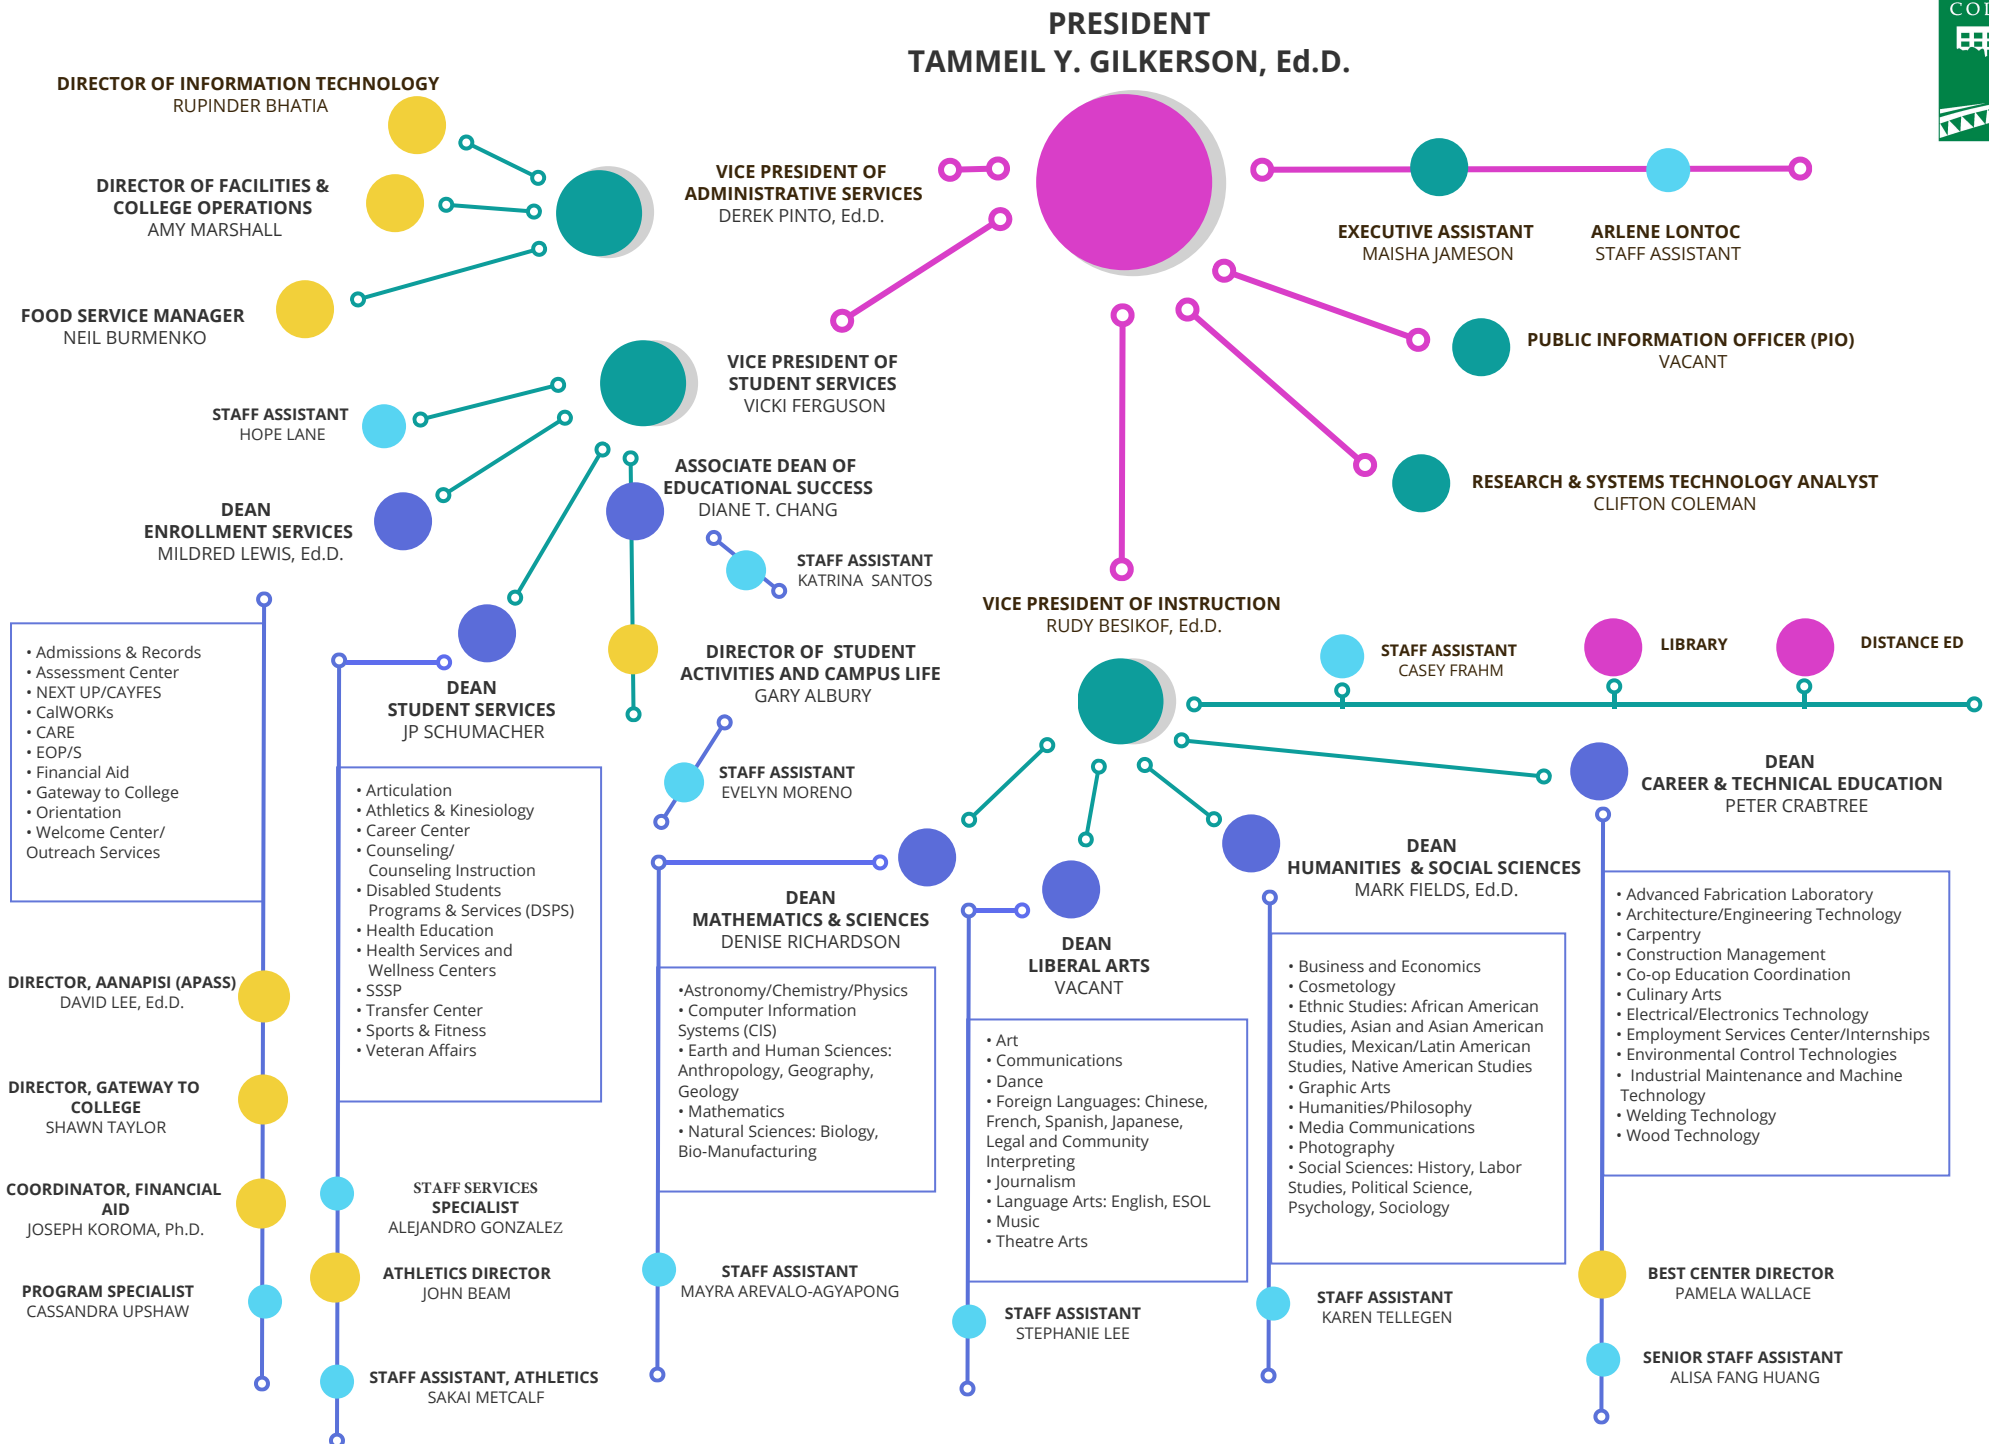 PRESIDENT
TAMMEIL Y. GILKERSON, Ed.D.
DIRECTOR OF INFORMATION TECHNOLOGY
RUPINDER BHATIA
DIRECTOR OF FACILITIES &
COLLEGE OPERATIONS
AMY MARSHALL
FOOD SERVICE MANAGER
NEIL BURMENKO
VICE PRESIDENT OF
ADMINISTRATIVE SERVICES
DEREK PINTO, Ed.D.
EXECUTIVE ASSISTANT
MAISHA JAMESON
ARLENE LONTOC
STAFF ASSISTANT
PUBLIC INFORMATION OFFICER (PIO)
VACANT
RESEARCH & SYSTEMS TECHNOLOGY ANALYST
CLIFTON COLEMAN
VICE PRESIDENT OF
STUDENT SERVICES
VICKI FERGUSON
STAFF ASSISTANT
HOPE LANE
DEAN
ENROLLMENT SERVICES
MILDRED LEWIS, Ed.D.
• Admissions & Records
• Assessment Center
• NEXT UP/CAYFES
• CalWORKs
• CARE
• EOP/S
• Financial Aid
• Gateway to College
• Orientation
• Welcome Center/
Outreach Services
DIRECTOR, AANAPISI (APASS)
DAVID LEE, Ed.D.
DIRECTOR, GATEWAY TO
COLLEGE
SHAWN TAYLOR
COORDINATOR, FINANCIAL
AID
JOSEPH KOROMA, Ph.D.
PROGRAM SPECIALIST
CASSANDRA UPSHAW
DEAN
STUDENT SERVICES
JP SCHUMACHER
• Articulation
• Athletics & Kinesiology
• Career Center
• Counseling/
Counseling Instruction
• Disabled Students
Programs & Services (DSPS)
• Health Education
• Health Services and
Wellness Centers
• SSSP
• Transfer Center
• Sports & Fitness
• Veteran Affairs
STAFF SERVICES
SPECIALIST
ALEJANDRO GONZALEZ
ATHLETICS DIRECTOR
JOHN BEAM
STAFF ASSISTANT, ATHLETICS
SAKAI METCALF
ASSOCIATE DEAN OF
EDUCATIONAL SUCCESS
DIANE T. CHANG
STAFF ASSISTANT
KATRINA SANTOS
DIRECTOR OF STUDENT
ACTIVITIES AND CAMPUS LIFE
GARY ALBURY
STAFF ASSISTANT
EVELYN MORENO
VICE PRESIDENT OF INSTRUCTION
RUDY BESIKOF, Ed.D.
STAFF ASSISTANT
CASEY FRAHM
LIBRARY
DISTANCE ED
DEAN
MATHEMATICS & SCIENCES
DENISE RICHARDSON
•Astronomy/Chemistry/Physics
• Computer Information
Systems (CIS)
• Earth and Human Sciences:
Anthropology, Geography,
Geology
• Mathematics
• Natural Sciences: Biology,
Bio-Manufacturing
STAFF ASSISTANT
MAYRA AREVALO-AGYAPONG
DEAN
LIBERAL ARTS
VACANT
• Art
• Communications
• Dance
• Foreign Languages: Chinese,
French, Spanish, Japanese,
Legal and Community
Interpreting
• Journalism
• Language Arts: English, ESOL
• Music
• Theatre Arts
STAFF ASSISTANT
STEPHANIE LEE
DEAN
HUMANITIES & SOCIAL SCIENCES
MARK FIELDS, Ed.D.
• Business and Economics
• Cosmetology
• Ethnic Studies: African American
Studies, Asian and Asian American
Studies, Mexican/Latin American
Studies, Native American Studies
• Graphic Arts
• Humanities/Philosophy
• Media Communications
• Photography
• Social Sciences: History, Labor
Studies, Political Science,
Psychology, Sociology
STAFF ASSISTANT
KAREN TELLEGEN
DEAN
CAREER & TECHNICAL EDUCATION
PETER CRABTREE
• Advanced Fabrication Laboratory
• Architecture/Engineering Technology
• Carpentry
• Construction Management
• Co-op Education Coordination
• Culinary Arts
• Electrical/Electronics Technology
• Employment Services Center/Internships
• Environmental Control Technologies
• Industrial Maintenance and Machine
Technology
• Welding Technology
• Wood Technology
BEST CENTER DIRECTOR
PAMELA WALLACE
SENIOR STAFF ASSISTANT
ALISA FANG HUANG